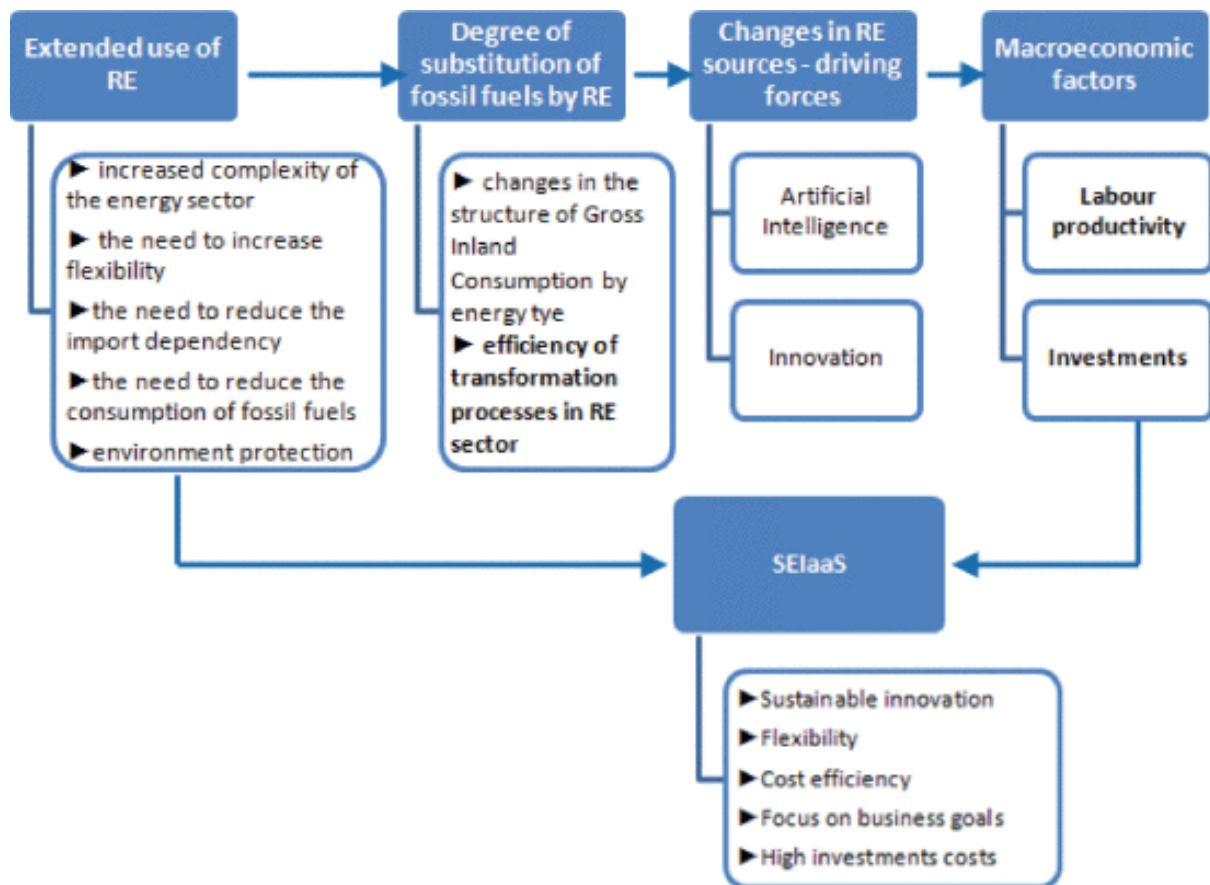 Extended use of
RE
Degree of
substitution of
fossil fuels by RE
Changes in RE
sources - driving
forces
Macroeconomic
factors
► increased complexity of
the energy sector
► the need to increase
flexibility
►the need to reduce the
import dependency
►the need to reduce the
consumption of fossil fuels
►environment protection
► changes in the
structure of Gross
Inland
Consumption by
energy tye
► efficiency of
transformation
processes in RE
sector
Artificial
Intelligence
Innovation
Labour
productivity
Investments
SEIaaS
►Sustainable innovation
►Flexibility
►Cost efficiency
►Focus on business goals
►High investments costs